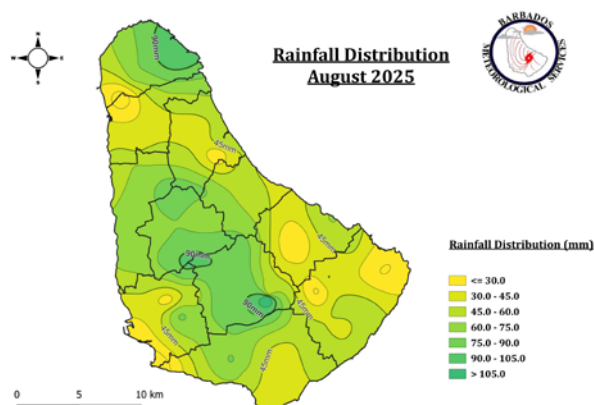 Rainfall Distribution
August 2025
BARBADOS
METEOROLOGICAL SERVICES
N
W
E
S
90mm
45mm
90mm
45mm
90mm
45mm
45mm
45mm
Rainfall Distribution (mm)
<= 30.0
30.0 - 45.0
45.0 - 60.0
60.0 - 75.0
75.0 - 90.0
90.0 - 105.0
> 105.0
0 5 10 km